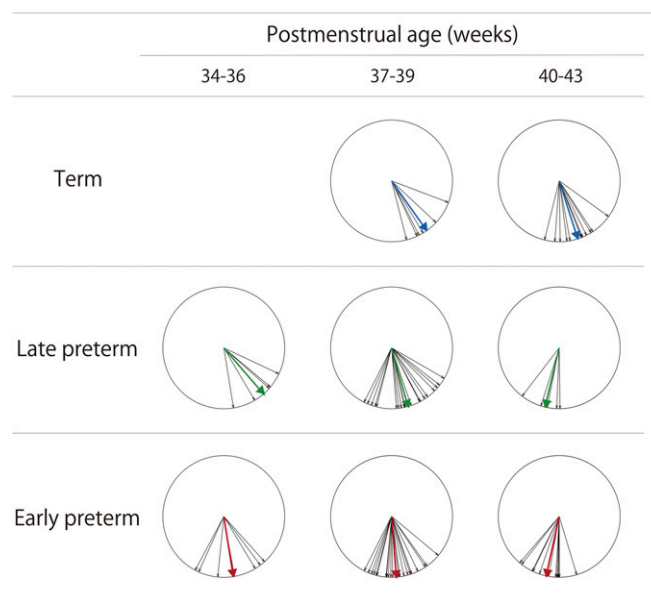 Postmenstrual age (weeks)
34-36 37-39 40-43
Term
Late preterm
Early preterm